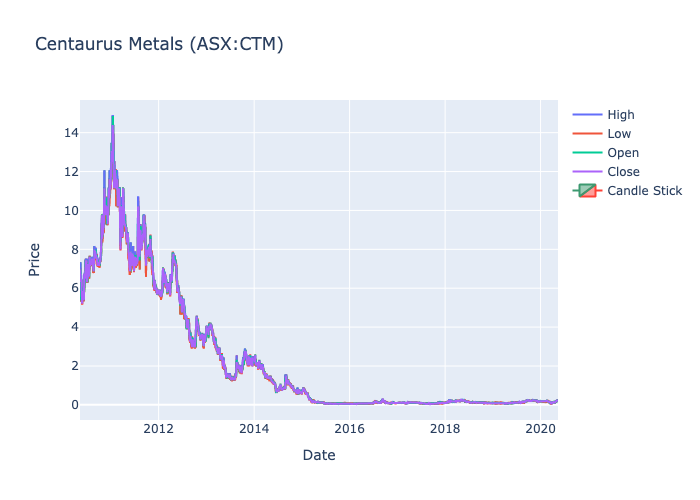 Centaurus Metals (ASX:CTM)
High
Low
Open
Close
Candle Stick
14
12
10
8
6
4
2
0
Price
2012 2014 2016 2018 2020
Date